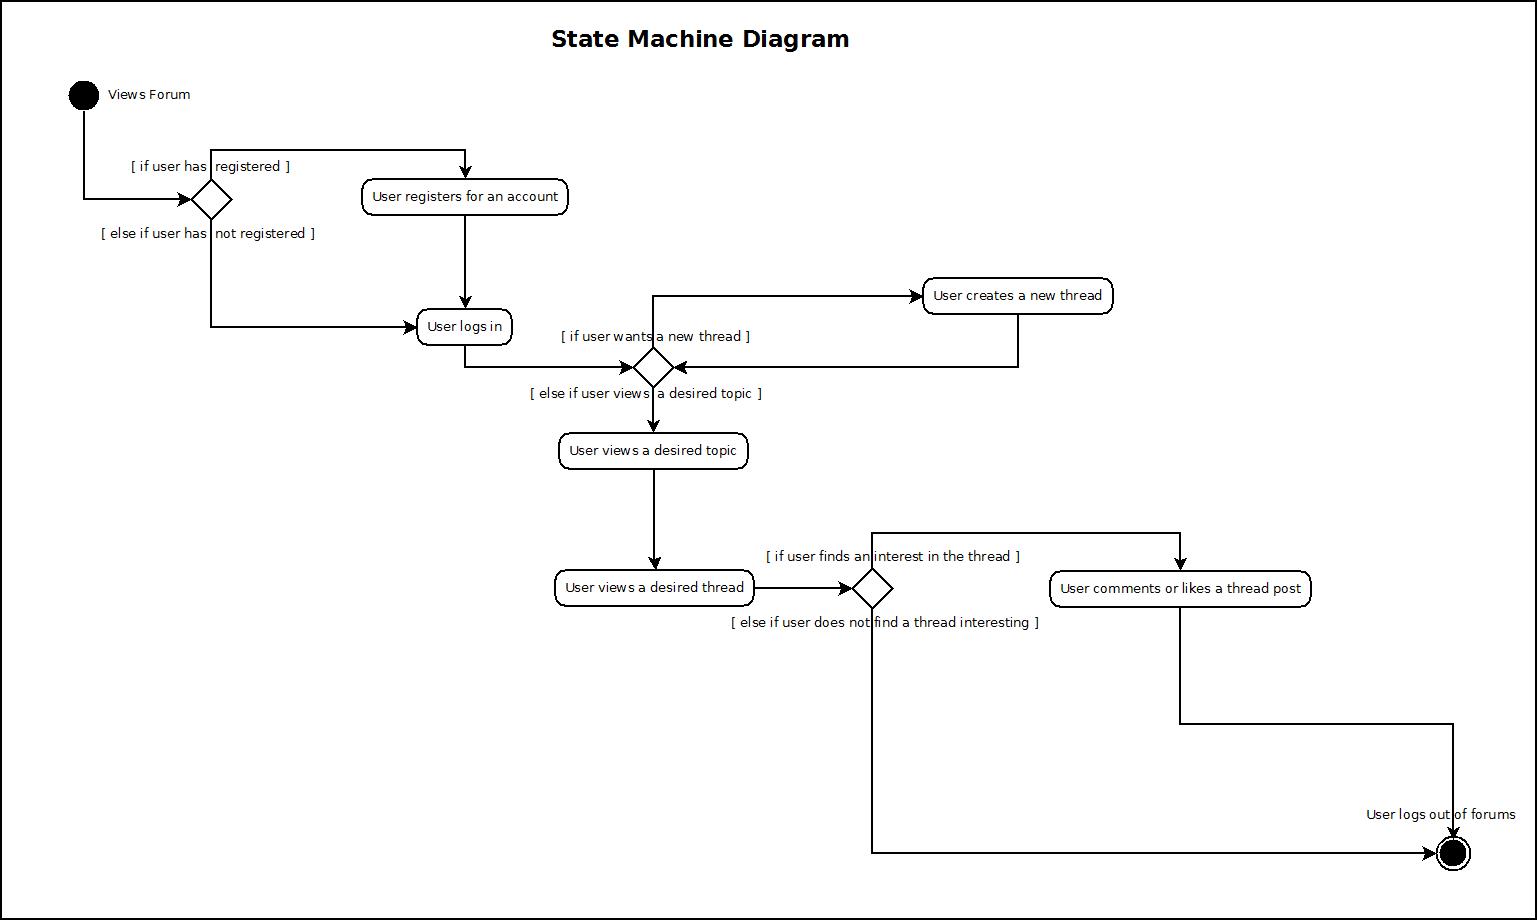 State Machine Diagram
Views Forum
[ if user has registered ]
User registers for an account
[ else if user has not registered ]
User creates a new thread
User logs in
[ if user wants a new thread ]
[ else if user views a desired topic ]
User views a desired topic
[ if user finds an interest in the thread ]
User views a desired thread
User comments or likes a thread post
[ else if user does not find a thread interesting ]
User logs out of forums